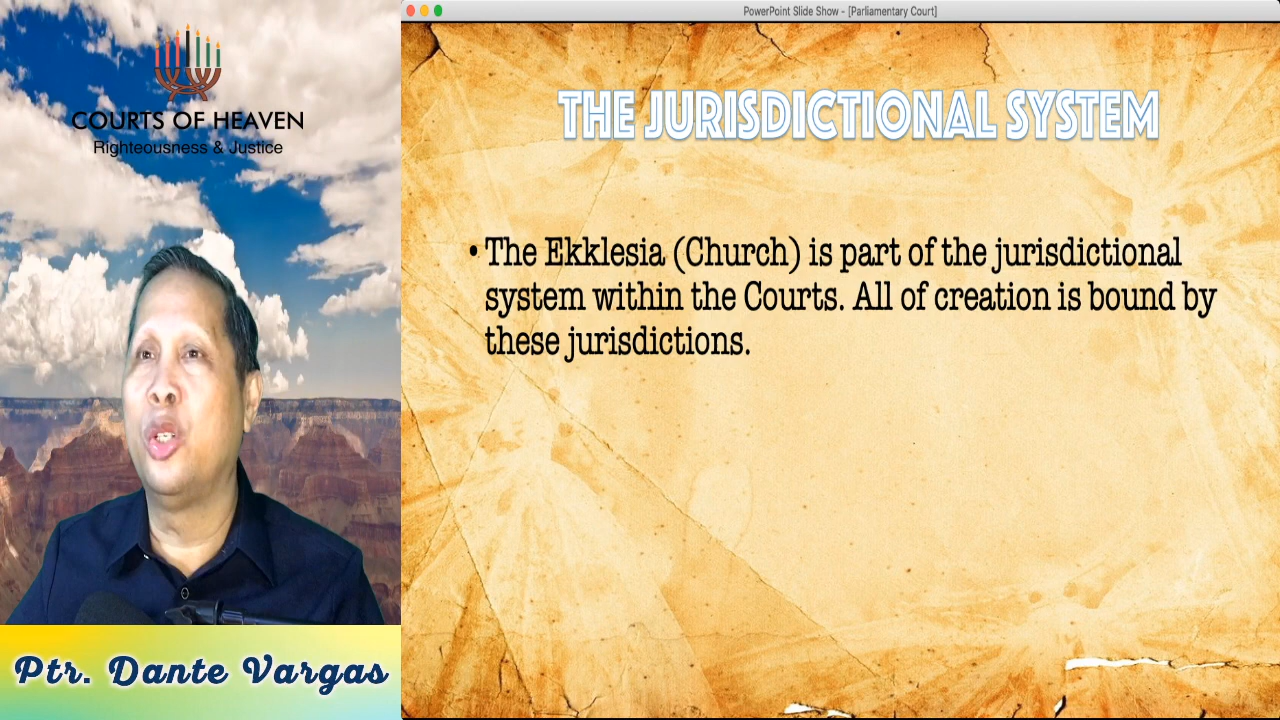 COURTS OF HEAVEN
Righteousness & Justice
Ptr. Dante Vargas
PowerPoint Slide Show - [Parliamentary Court]
THE JURISDICTIONAL SYSTEM
• The Ekklesia (Church) is part of the jurisdictional
system within the Courts. All of creation is bound by
these jurisdictions.